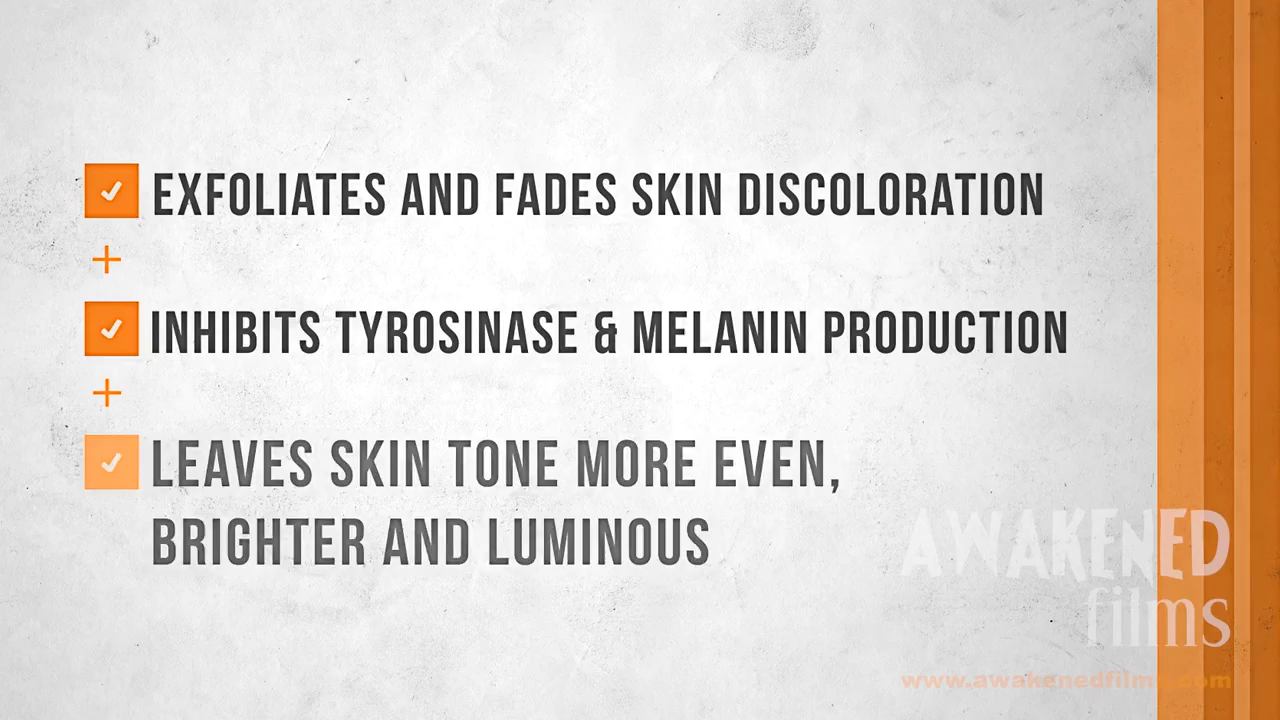 EXFOLIATES AND FADES SKIN DISCOLORATION
+
INHIBITS TYROSINASE & MELANIN PRODUCTION
+
LEAVES SKIN TONE MORE EVEN,
BRIGHTER AND LUMINOUS
AWAKENED
films
www.awakenedfilms.com